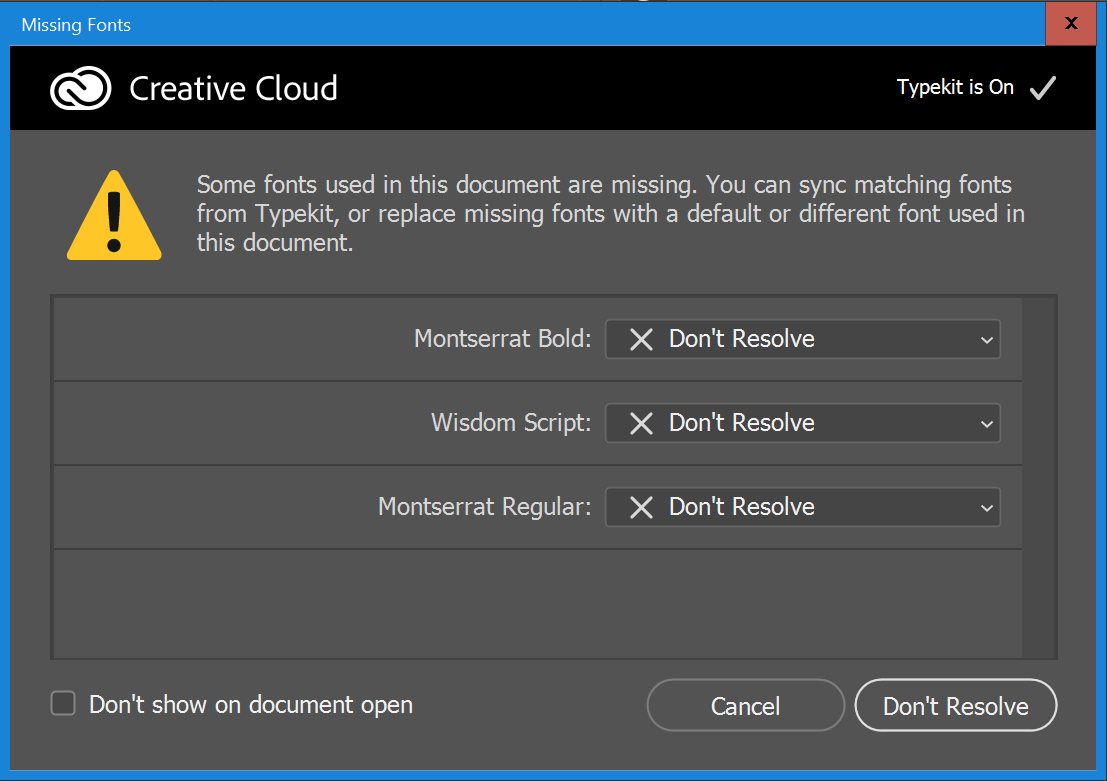 Missing Fonts
x
Creative Cloud
Typekit is On
Some fonts used in this document are missing. You can sync matching fonts
from Typekit, or replace missing fonts with a default or different font used in
this document.
Montserrat Bold: Don't Resolve
Wisdom Script: Don't Resolve
Montserrat Regular: Don't Resolve
Don't show on document open
Cancel
Don't Resolve